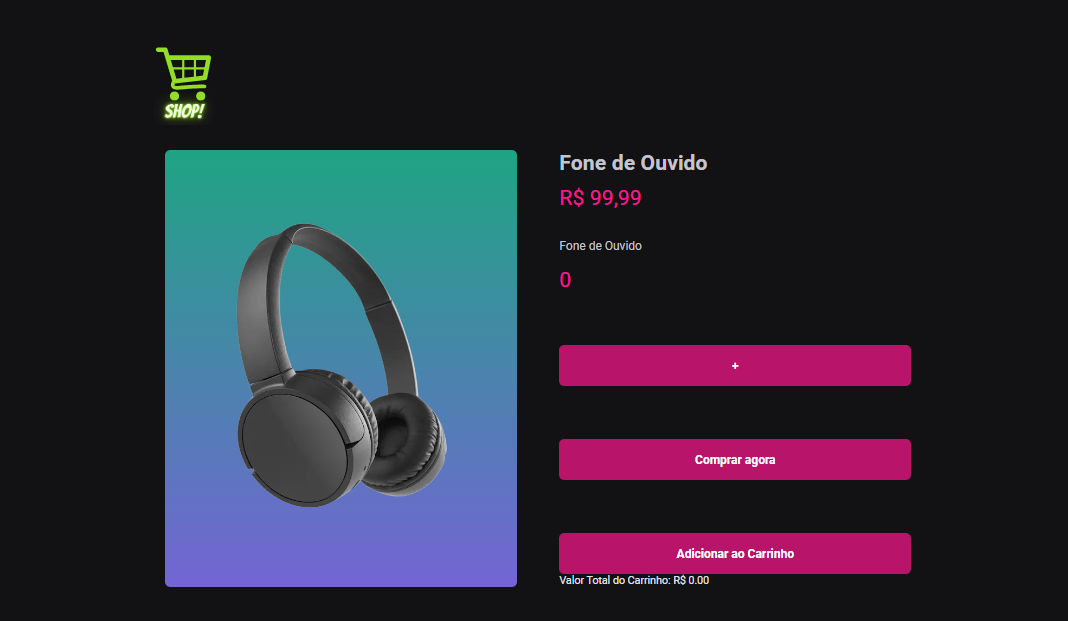 SHOP!
Fone de Ouvido
R$ 99,99
Fone de Ouvido
0
+
Comprar agora
Adicionar ao Carrinho
Valor Total do Carrinho: R$ 0.00